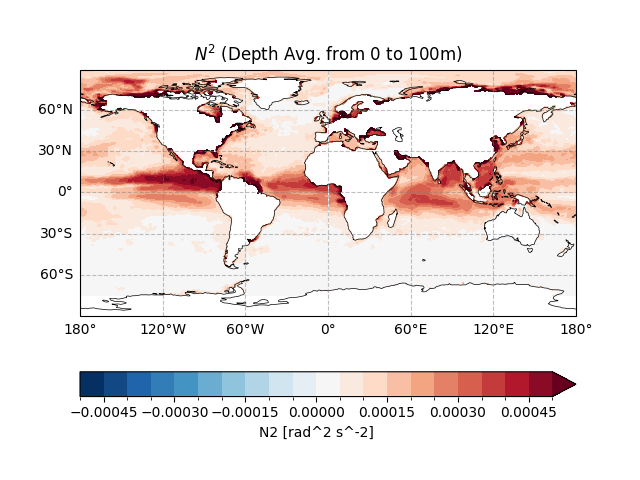 N² (Depth Avg. from 0 to 100m)
60°N
30°N
0°
30°S
60°S
180° 120°W 60°W 0° 60°E 120°E 180°
−0.00045 −0.00030 −0.00015 0.00000 0.00015 0.00030 0.00045
N2 [rad^2 s^-2]